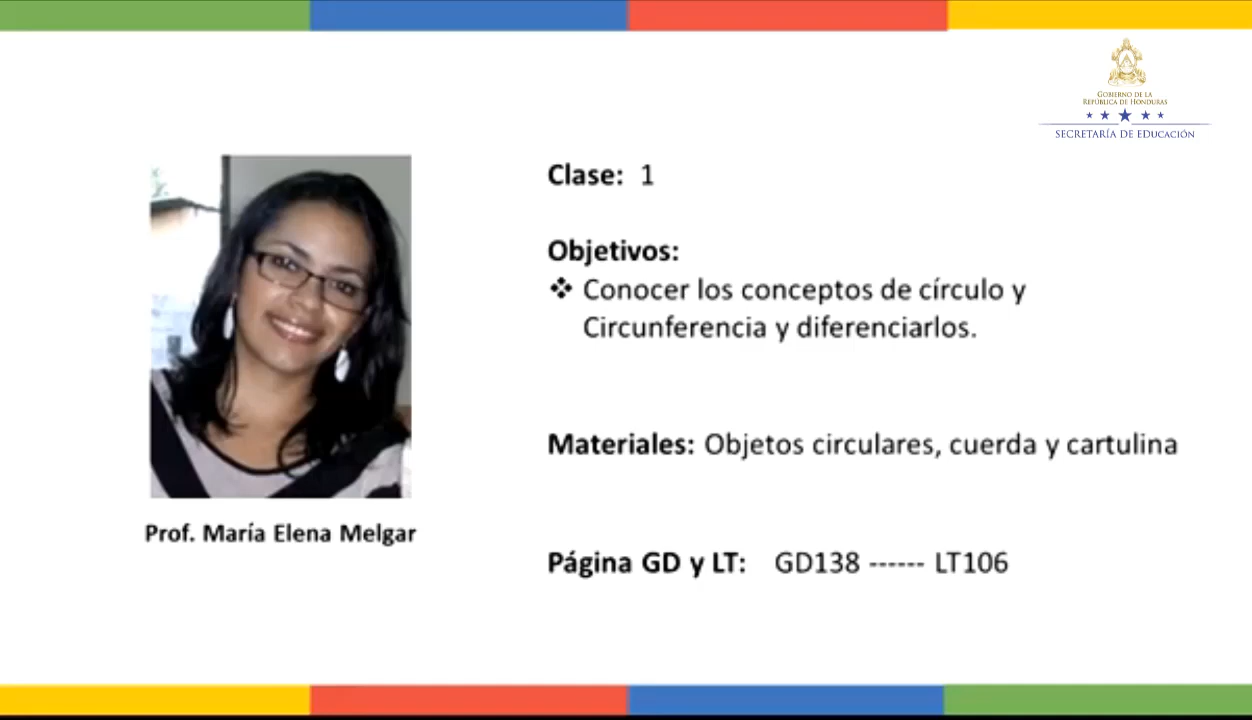 GOBIERNO DE LA
REPÚBLICA DE HONDURAS
SECRETARÍA DE EDUCACIÓN
Clase: 1
Objetivos:
❖ Conocer los conceptos de círculo y
Circunferencia y diferenciarlos.
Materiales: Objetos circulares, cuerda y cartulina
Prof. María Elena Melgar
Página GD y LT: GD138 ------ LT106